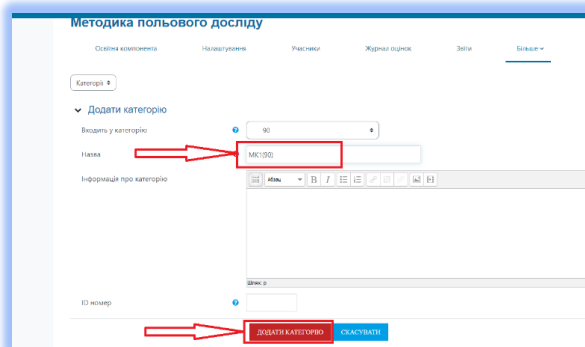 Методика польового досліду
Освітня компонента Налаштування Учасники Журнал оцінок Звіти Більше
Категорії
Додати категорію
Входить у категорію 90
Назва МК1(90)
Інформація про категорію Абзац B I
Шлях: p
ID номер
ДОДАТИ КАТЕГОРІЮ СКАСУВАТИ